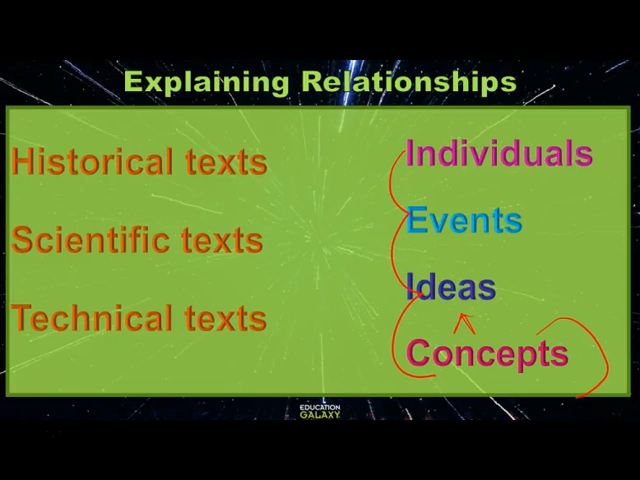 Explaining Relationships
Historical texts
Scientific texts
Technical texts
Individuals
Events
Ideas
Concepts
EDUCATION
GALAXY